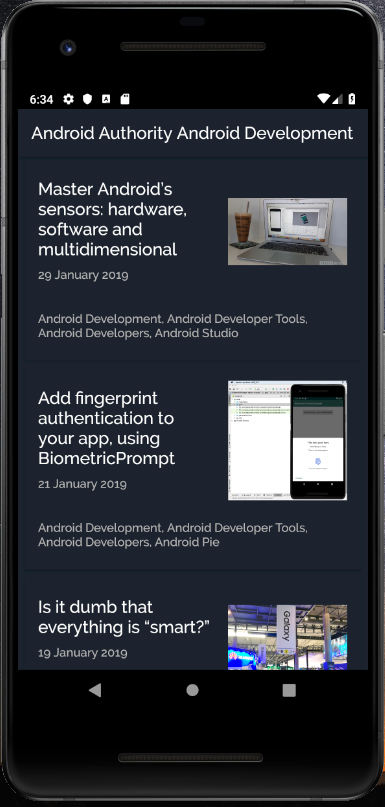 6:34
Android Authority Android Development
Master Android's
sensors: hardware,
software and
multidimensional
29 January 2019
Android Development, Android Developer Tools,
Android Developers, Android Studio
Add fingerprint
authentication to
your app, using
BiometricPrompt
21 January 2019
Android Development, Android Developer Tools,
Android Developers, Android Pie
Is it dumb that
everything is “smart?”
19 January 2019
Galaxy